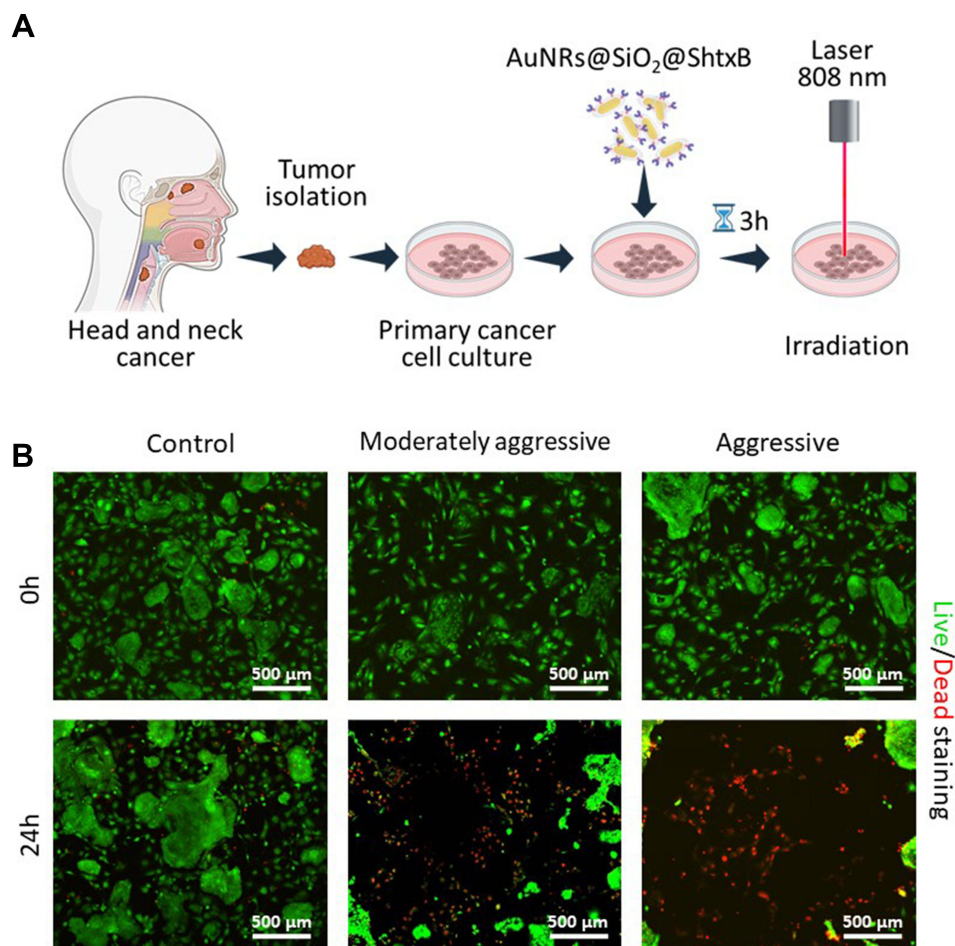 A
AuNRs@SiO₂@ShtxB
Laser
808 nm
Tumor
isolation
3h
Head and neck
cancer
Primary cancer
cell culture
Irradiation
B
Control
Moderately aggressive
Aggressive
0h
500 µm
500 µm
500 µm
24h
500 µm
500 µm
500 µm
Live/Dead staining